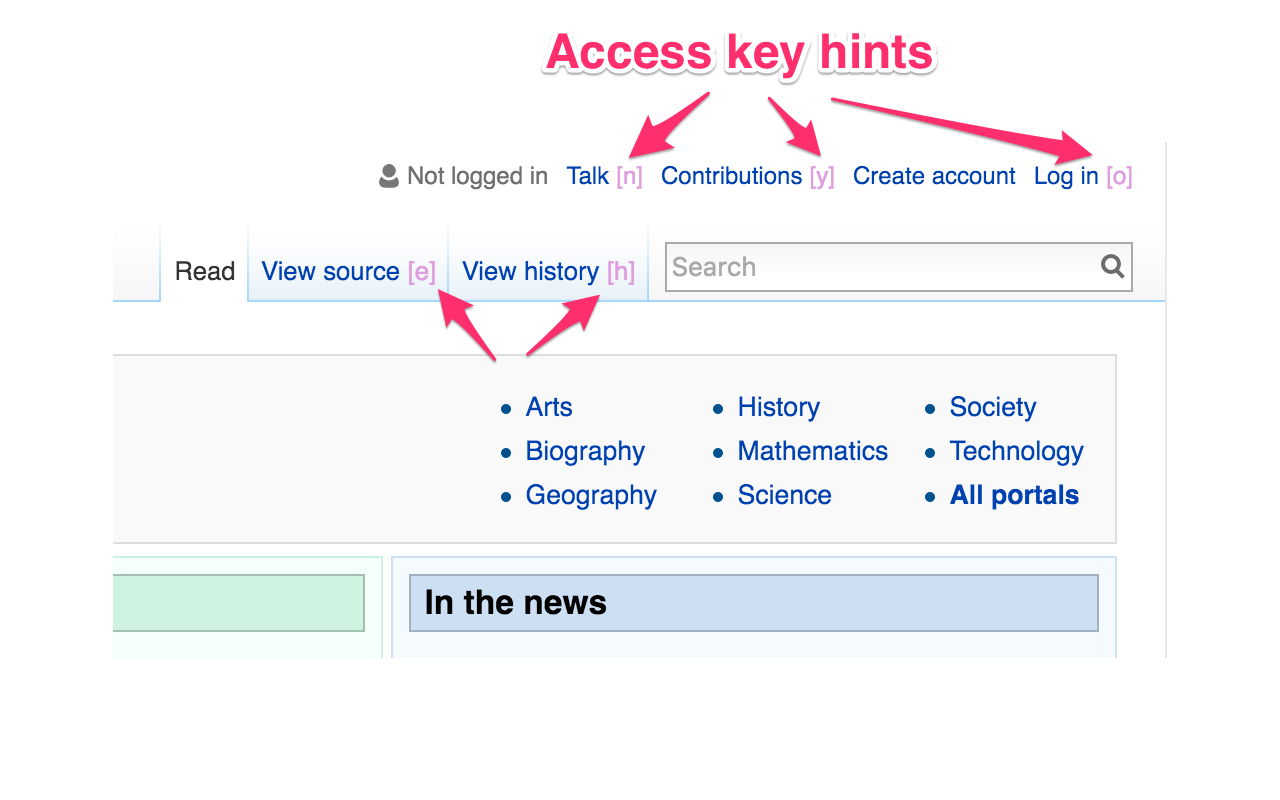 Access key hints
Not logged in Talk [n] Contributions [y] Create account Log in [o]
Read View source [e] View history [h] Search
Arts History Society
Biography Mathematics Technology
Geography Science All portals
In the news